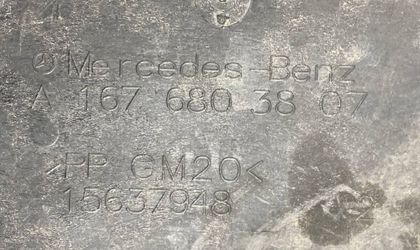 Mercedes-Benz
A 167 680 38 07
>PP GM20<
15637948